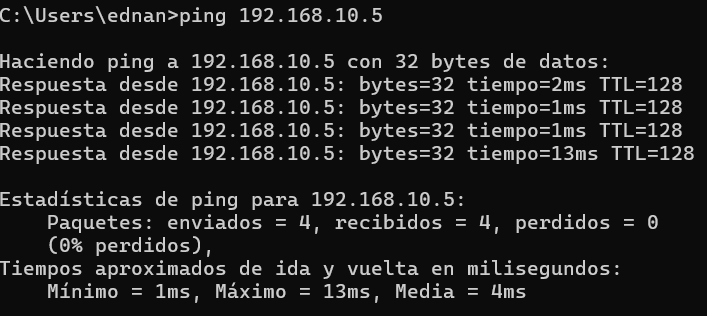 C:\Users\ednan>ping 192.168.10.5
Haciendo ping a 192.168.10.5 con 32 bytes de datos:
Respuesta desde 192.168.10.5: bytes=32 tiempo=2ms TTL=128
Respuesta desde 192.168.10.5: bytes=32 tiempo=1ms TTL=128
Respuesta desde 192.168.10.5: bytes=32 tiempo=1ms TTL=128
Respuesta desde 192.168.10.5: bytes=32 tiempo=13ms TTL=128
Estadísticas de ping para 192.168.10.5:
Paquetes: enviados = 4, recibidos = 4, perdidos = 0
(0% perdidos),
Tiempos aproximados de ida y vuelta en milisegundos:
Mínimo = 1ms, Máximo = 13ms, Media = 4ms